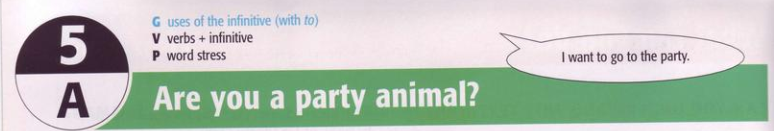 5
A
G uses of the infinitive (with to)
V verbs + infinitive
P word stress
I want to go to the party.
Are you a party animal?